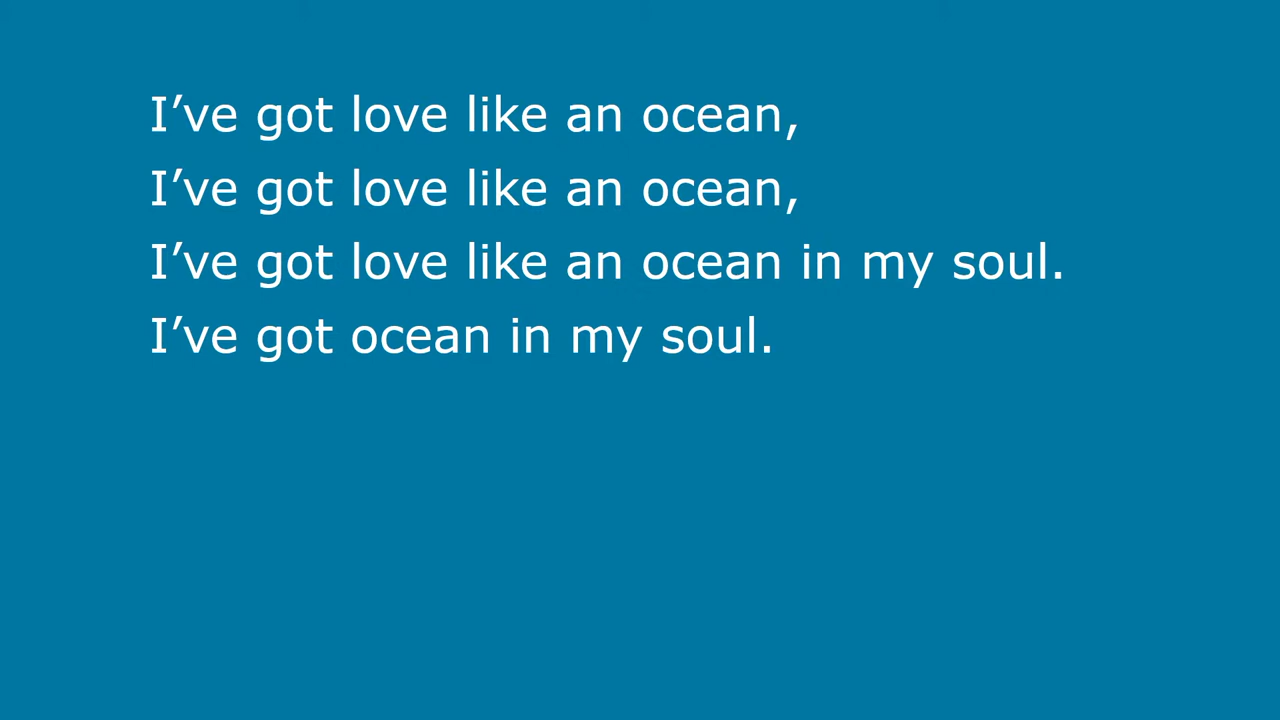 I’ve got love like an ocean,
I’ve got love like an ocean,
I’ve got love like an ocean in my soul.
I’ve got ocean in my soul.